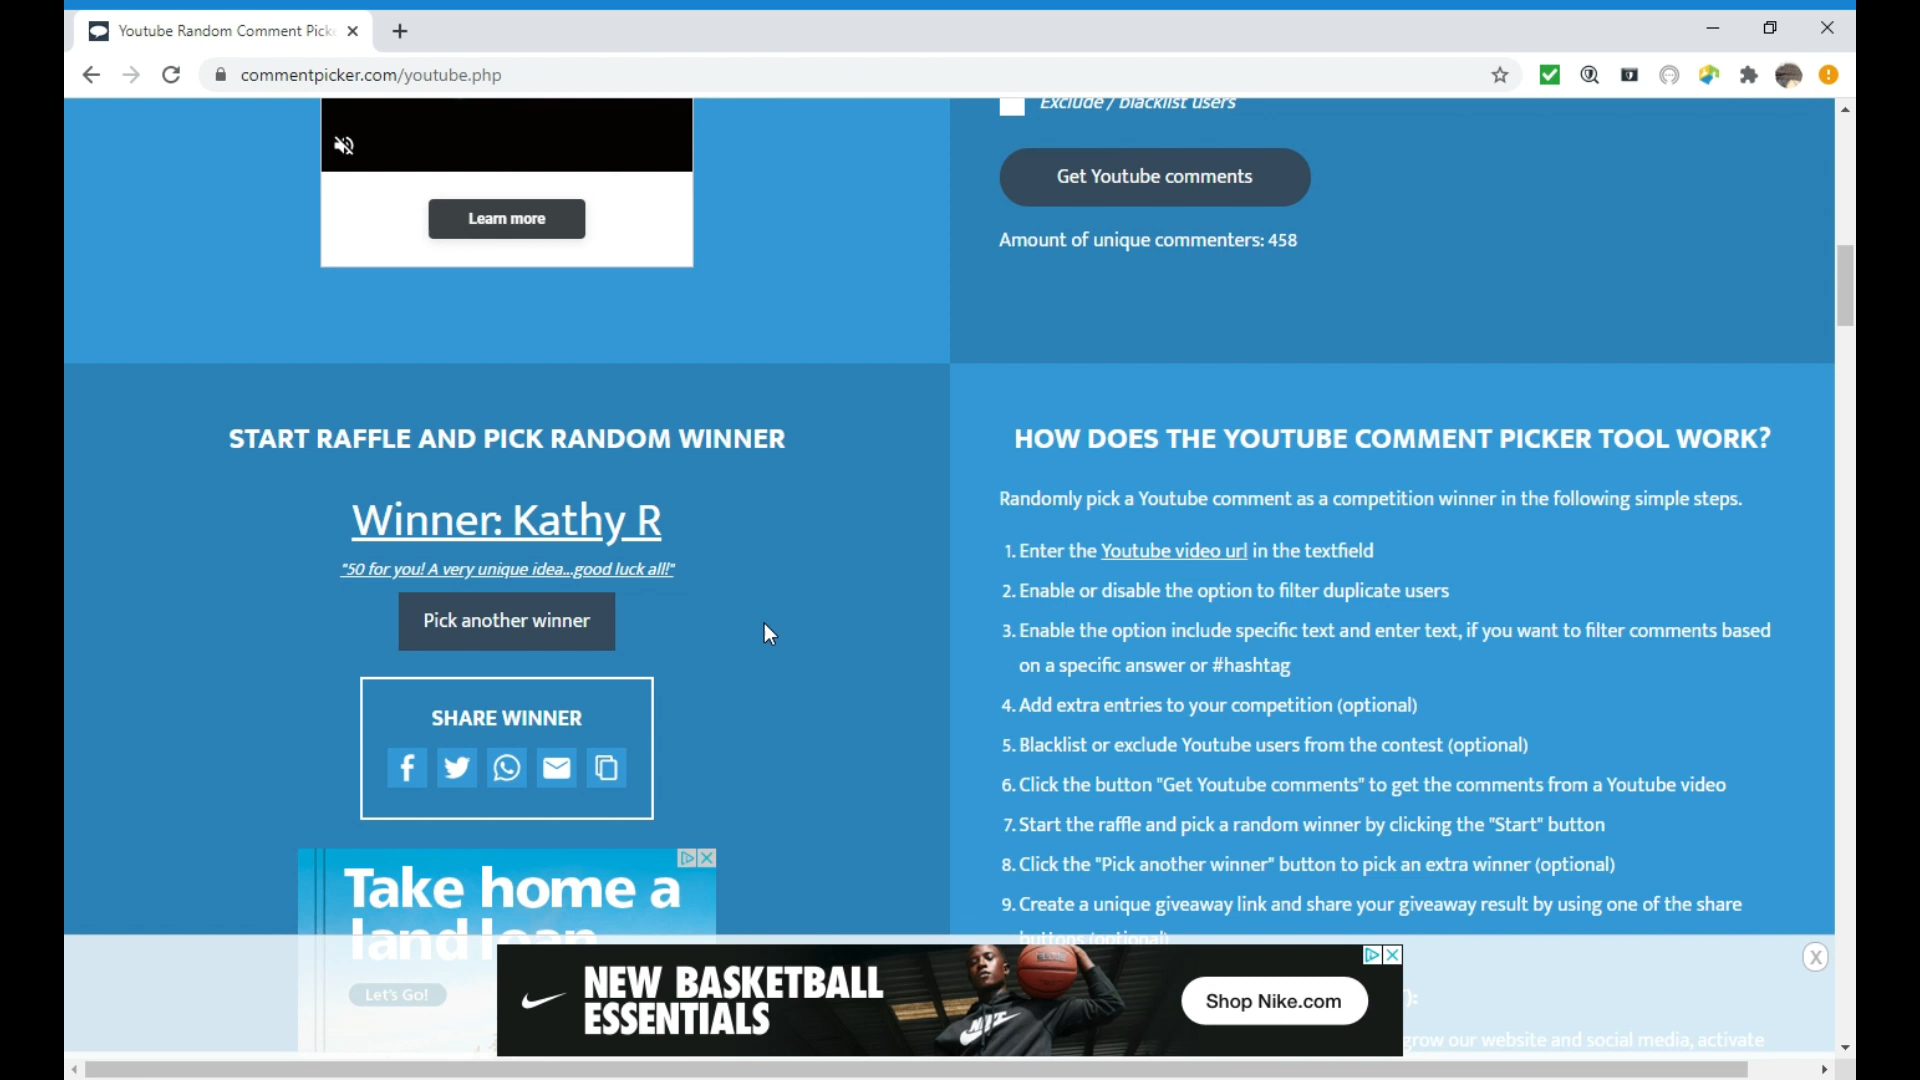 Youtube Random Comment Pick
commentpicker.com/youtube.php
Exclude / blacklist users
Learn more
Get Youtube comments
Amount of unique commenters: 458
START RAFFLE AND PICK RANDOM WINNER
Winner: Kathy R
"50 for you! A very unique idea...good luck all!"
Pick another winner
SHARE WINNER
Take home a
land loan
Let's Go!
HOW DOES THE YOUTUBE COMMENT PICKER TOOL WORK?
Randomly pick a Youtube comment as a competition winner in the following simple steps.
1. Enter the Youtube video url in the textfield
2. Enable or disable the option to filter duplicate users
3. Enable the option include specific text and enter text, if you want to filter comments based
on a specific answer or #hashtag
4. Add extra entries to your competition (optional)
5. Blacklist or exclude Youtube users from the contest (optional)
6. Click the button "Get Youtube comments" to get the comments from a Youtube video
7. Start the raffle and pick a random winner by clicking the "Start" button
8. Click the "Pick another winner" button to pick an extra winner (optional)
9. Create a unique giveaway link and share your giveaway result by using one of the share
buttons (optional)
grow our website and social media, activate
NEW BASKETBALL
ESSENTIALS
Shop Nike.com